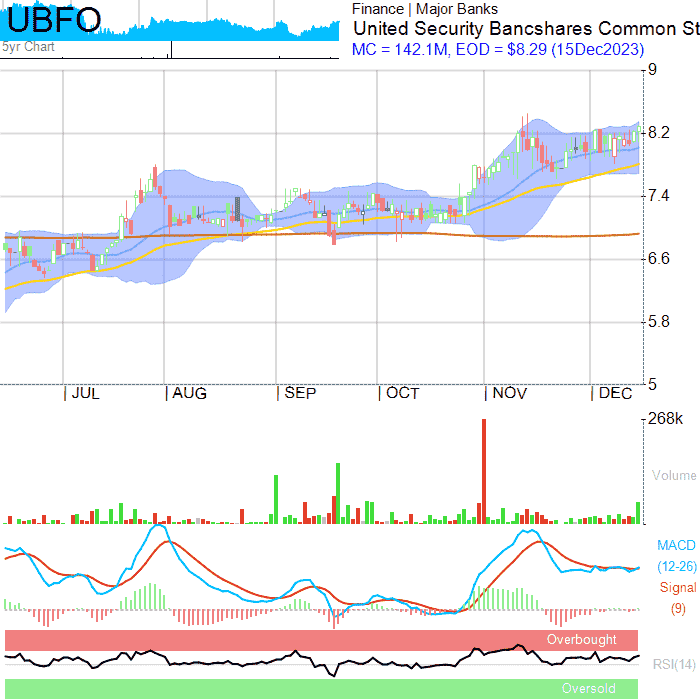 UBFO
5yr Chart
Finance | Major Banks
United Security Bancshares Common St
MC = 142.1M, EOD = $8.29 (15Dec2023)
9
8.2
7.4
6.6
5.8
5
JUL AUG SEP OCT NOV DEC
268k
Volume
MACD
(12-26)
Signal
(9)
Overbought
RSI(14)
Oversold